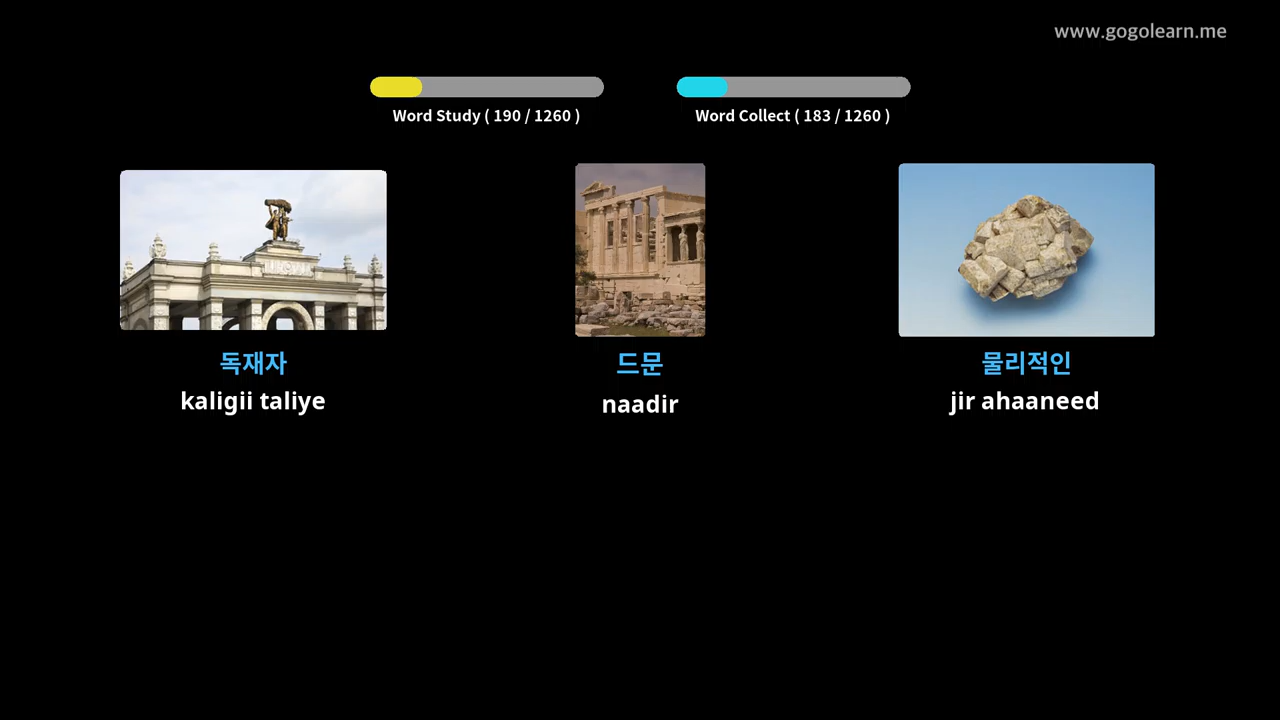 www.gogolearn.me
Word Study ( 190 / 1260 )
Word Collect ( 183 / 1260 )
독재자
kaligii taliye
드문
naadir
물리적인
jir ahaaneed